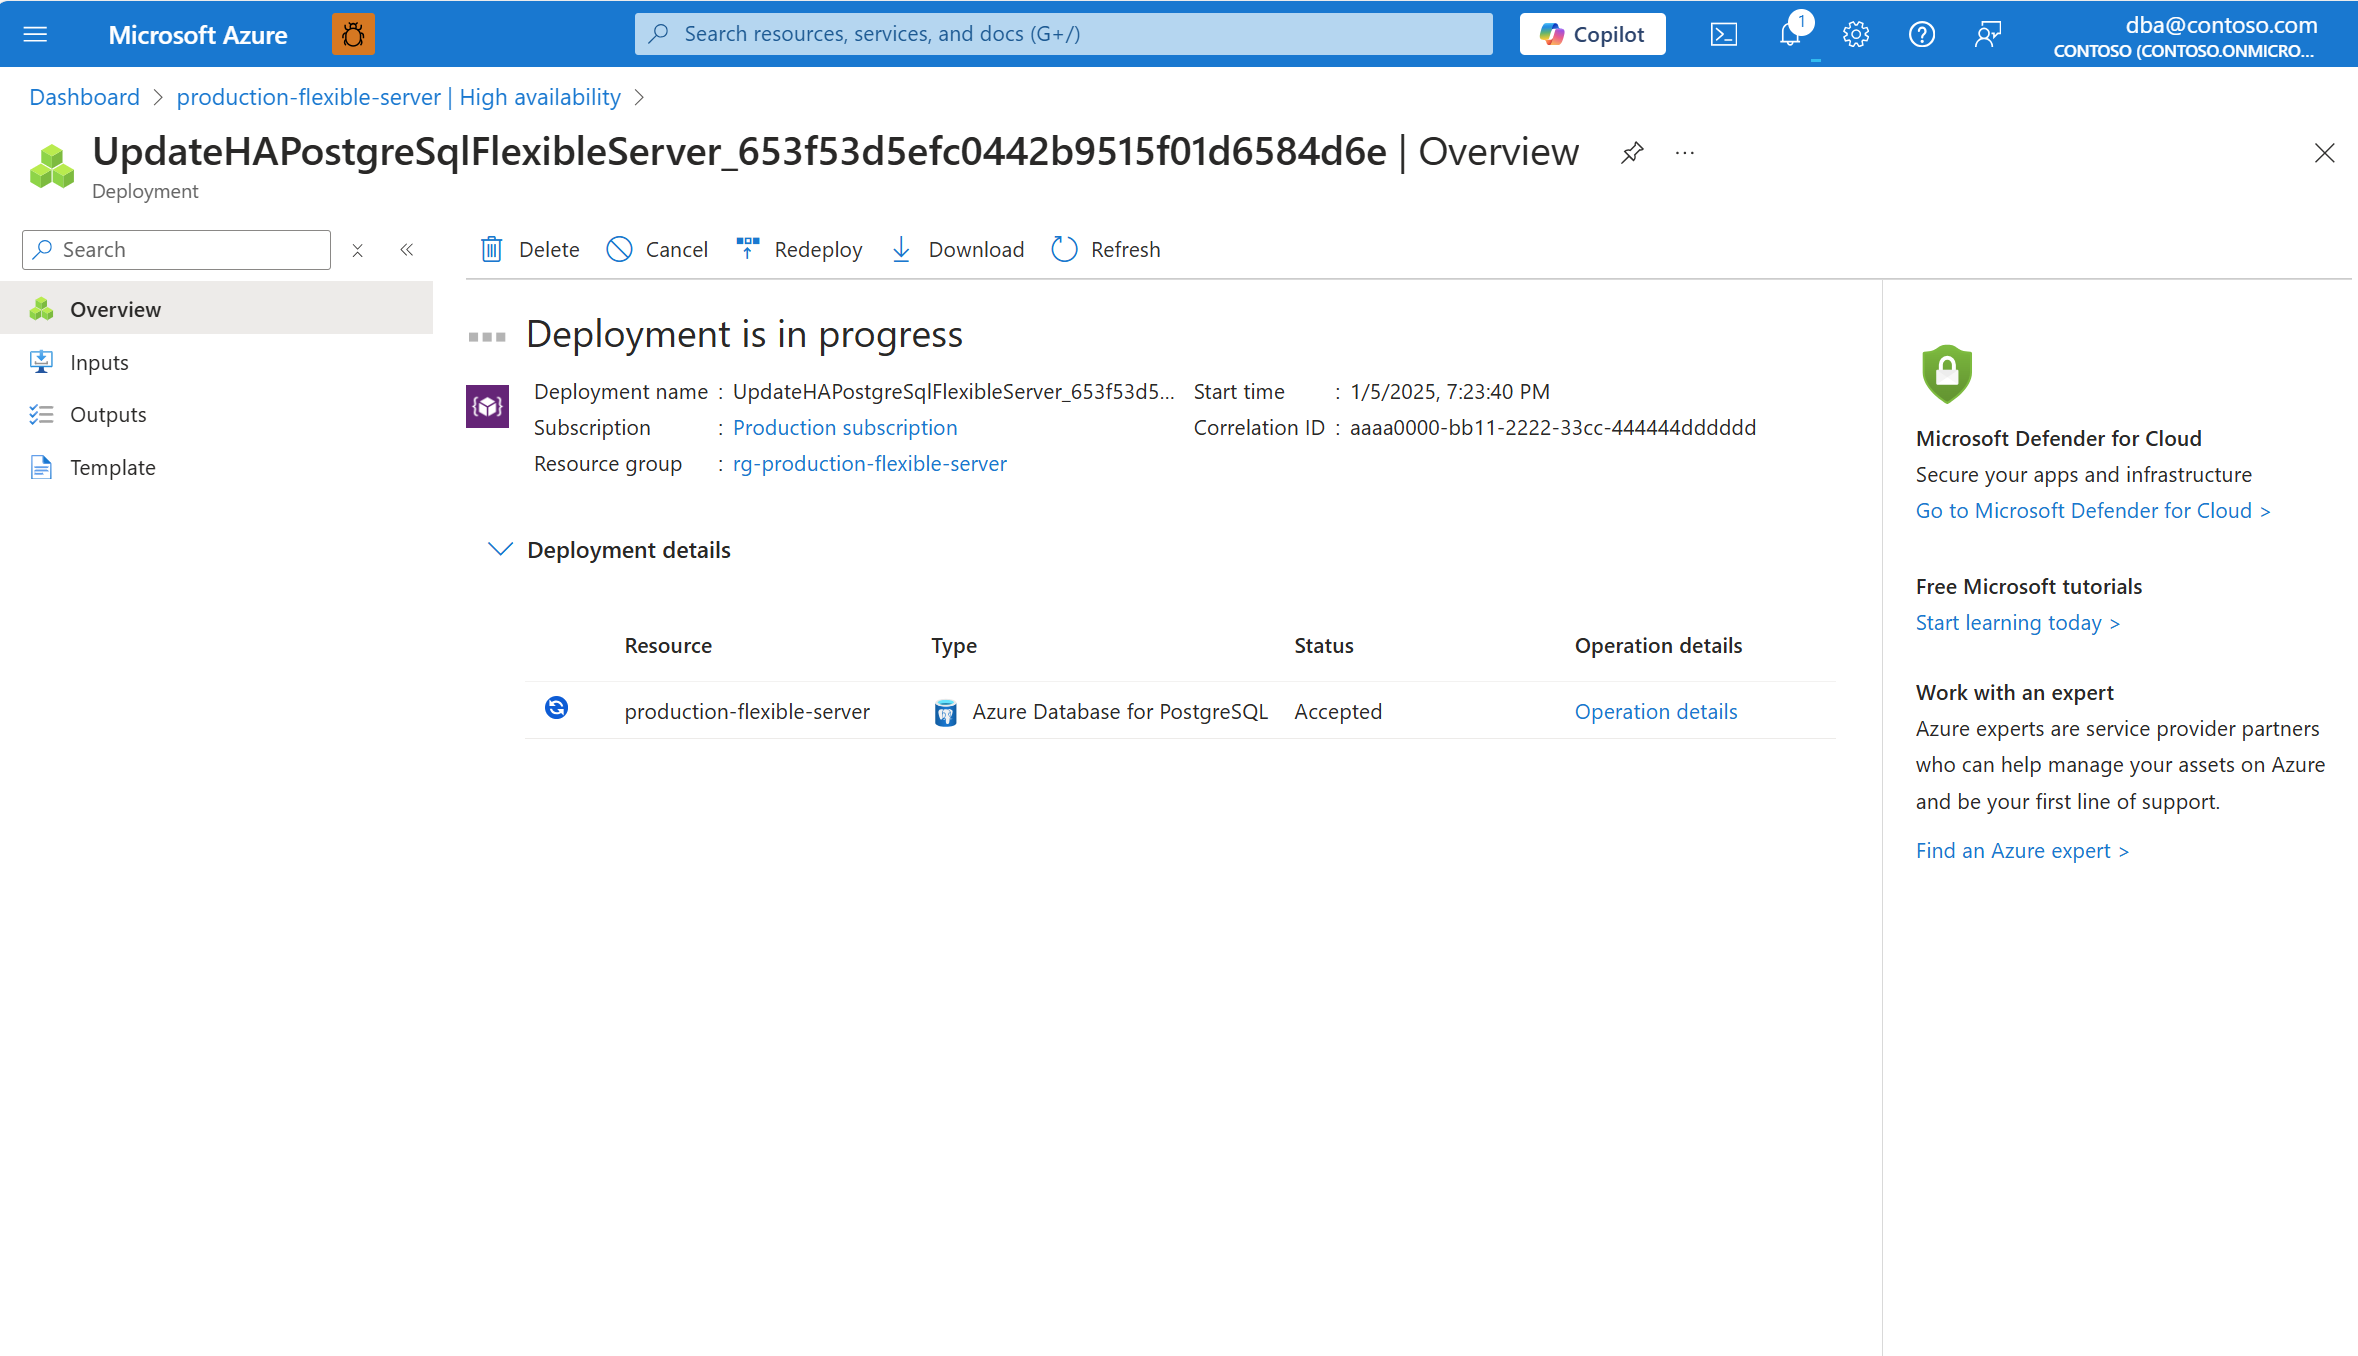 Microsoft Azure
Search resources, services, and docs (G+/)
Copilot
1
dba@contoso.com
CONTOSO (CONTOSO.ONMICRO...
Dashboard > production-flexible-server | High availability >
UpdateHAPostgreSqlFlexibleServer_653f53d5efc0442b9515f01d6584d6e | Overview
Deployment
Search
Delete
Cancel
Redeploy
Download
Refresh
Overview
Inputs
Outputs
Template
Deployment is in progress
Deployment name : UpdateHAPostgreSqlFlexibleServer_653f53d5...
Subscription : Production subscription
Resource group : rg-production-flexible-server
Start time : 1/5/2025, 7:23:40 PM
Correlation ID : aaaa0000-bb11-2222-33cc-444444dddddd
Deployment details
Resource Type Status Operation details
production-flexible-server Azure Database for PostgreSQL Accepted Operation details
Microsoft Defender for Cloud
Secure your apps and infrastructure
Go to Microsoft Defender for Cloud >
Free Microsoft tutorials
Start learning today >
Work with an expert
Azure experts are service provider partners
who can help manage your assets on Azure
and be your first line of support.
Find an Azure expert >